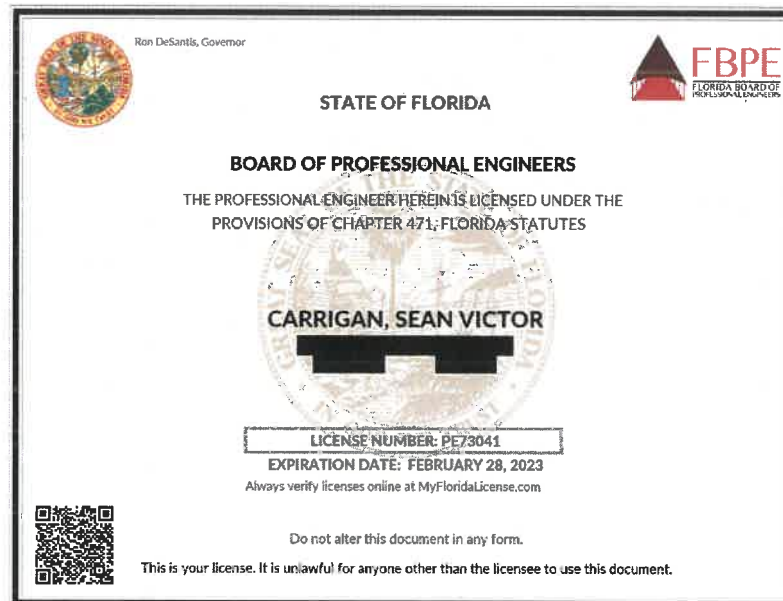 Ron DeSantis, Governor
FBPE
FLORIDA BOARD OF
PROFESSIONAL ENGINEERS
STATE OF FLORIDA
BOARD OF PROFESSIONAL ENGINEERS
THE PROFESSIONAL ENGINEER HEREIN IS LICENSED UNDER THE
PROVISIONS OF CHAPTER 471, FLORIDA STATUTES
CARRIGAN, SEAN VICTOR
LICENSE NUMBER: PE73041
EXPIRATION DATE: FEBRUARY 28, 2023
Always verify licenses online at MyFloridaLicense.com
Do not alter this document in any form.
This is your license. It is unlawful for anyone other than the licensee to use this document.